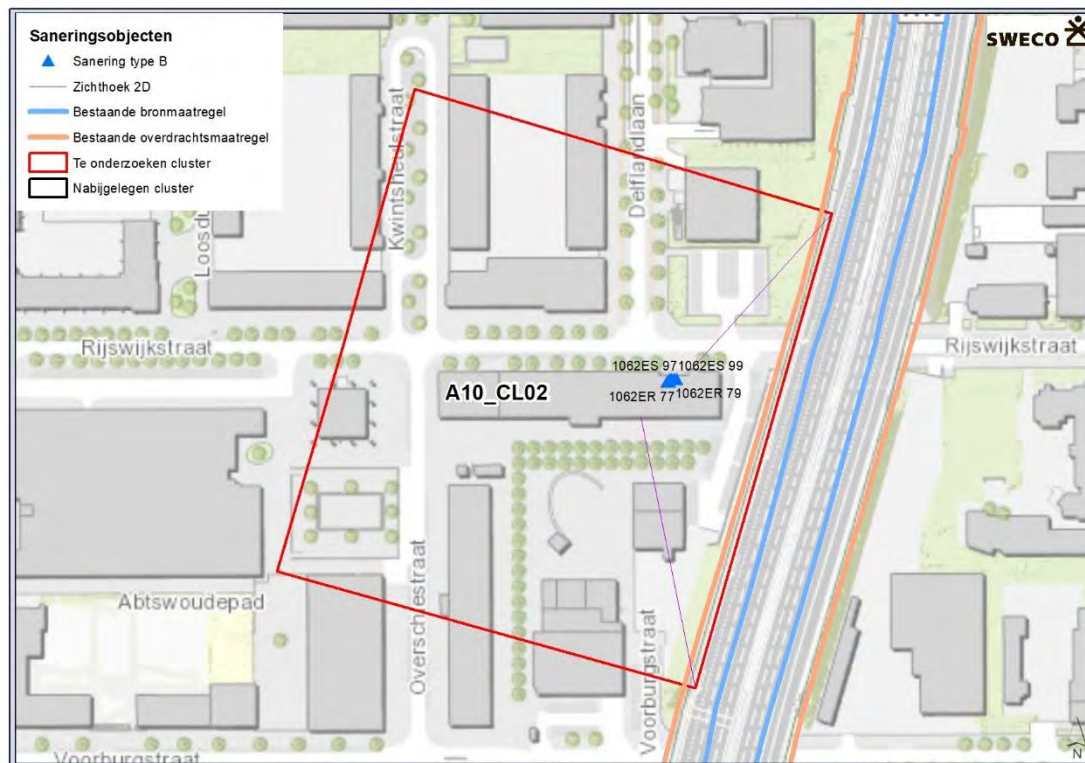 Saneringsobjecten
Sanering type B
Zichthoek 2D
Bestaande bronmaatregel
Bestaande overdrachtsmaatregel
Te onderzoeken cluster
Nabijgelegen cluster
SWECO
Kwintsheulstraat
Delflandlaan
Loosdu
Rijswijkstraat
Rijswijkstraat
1062ES 97
1062ES 99
A10_CL02
1062ER 77
1062ER 79
Abtswoudepad
Overschiestraat
Voorburgstraat
Voorburgstraat
N